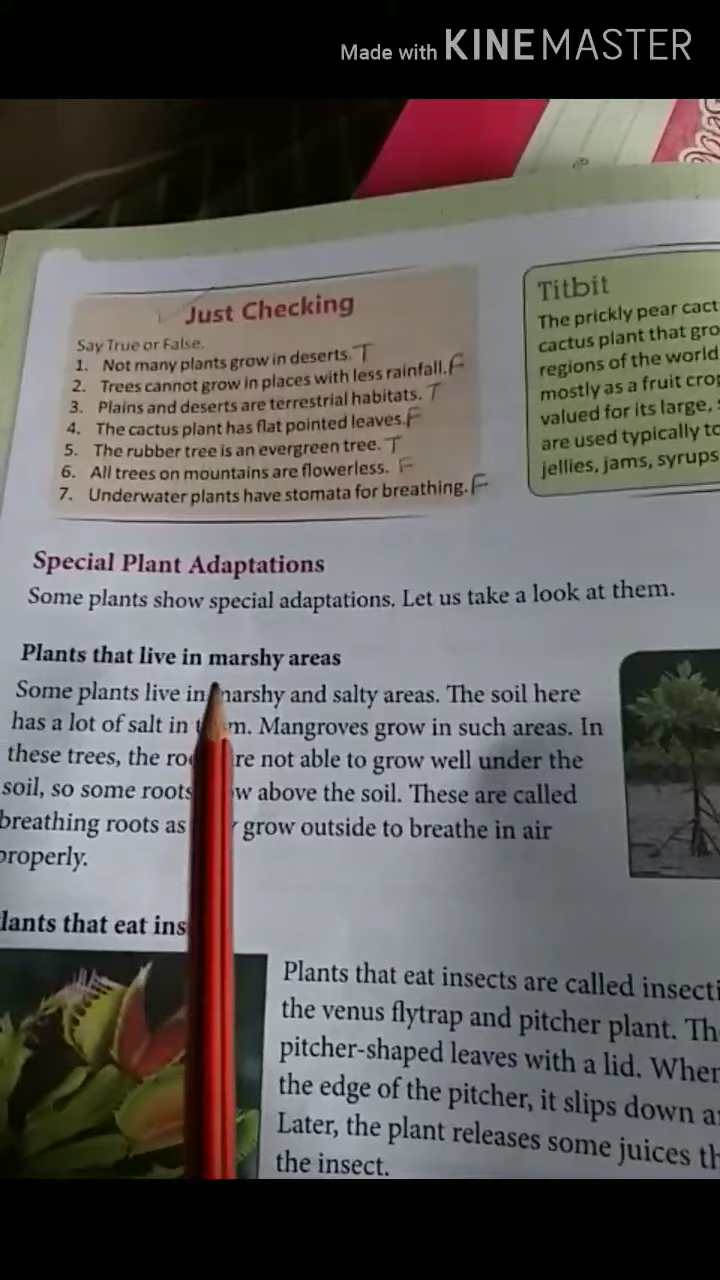 Made with KINEMASTER
Just Checking
Say True or False.
1. Not many plants grow in deserts. T
2. Trees cannot grow in places with less rainfall. F
3. Plains and deserts are terrestrial habitats. T
4. The cactus plant has flat pointed leaves. F
5. The rubber tree is an evergreen tree. T
6. All trees on mountains are flowerless. F
7. Underwater plants have stomata for breathing. F
Titbit
The prickly pear cact
cactus plant that gro
regions of the world
mostly as a fruit crop
valued for its large,
are used typically to
jellies, jams, syrups
Special Plant Adaptations
Some plants show special adaptations. Let us take a look at them.
Plants that live in marshy areas
Some plants live in marshy and salty areas. The soil here
has a lot of salt in m. Mangroves grow in such areas. In
these trees, the ro re not able to grow well under the
soil, so some roots w above the soil. These are called
breathing roots as grow outside to breathe in air
properly.
lants that eat ins
Plants that eat insects are called insecti
the venus flytrap and pitcher plant. Th
pitcher-shaped leaves with a lid. When
the edge of the pitcher, it slips down a
Later, the plant releases some juices th
the insect.